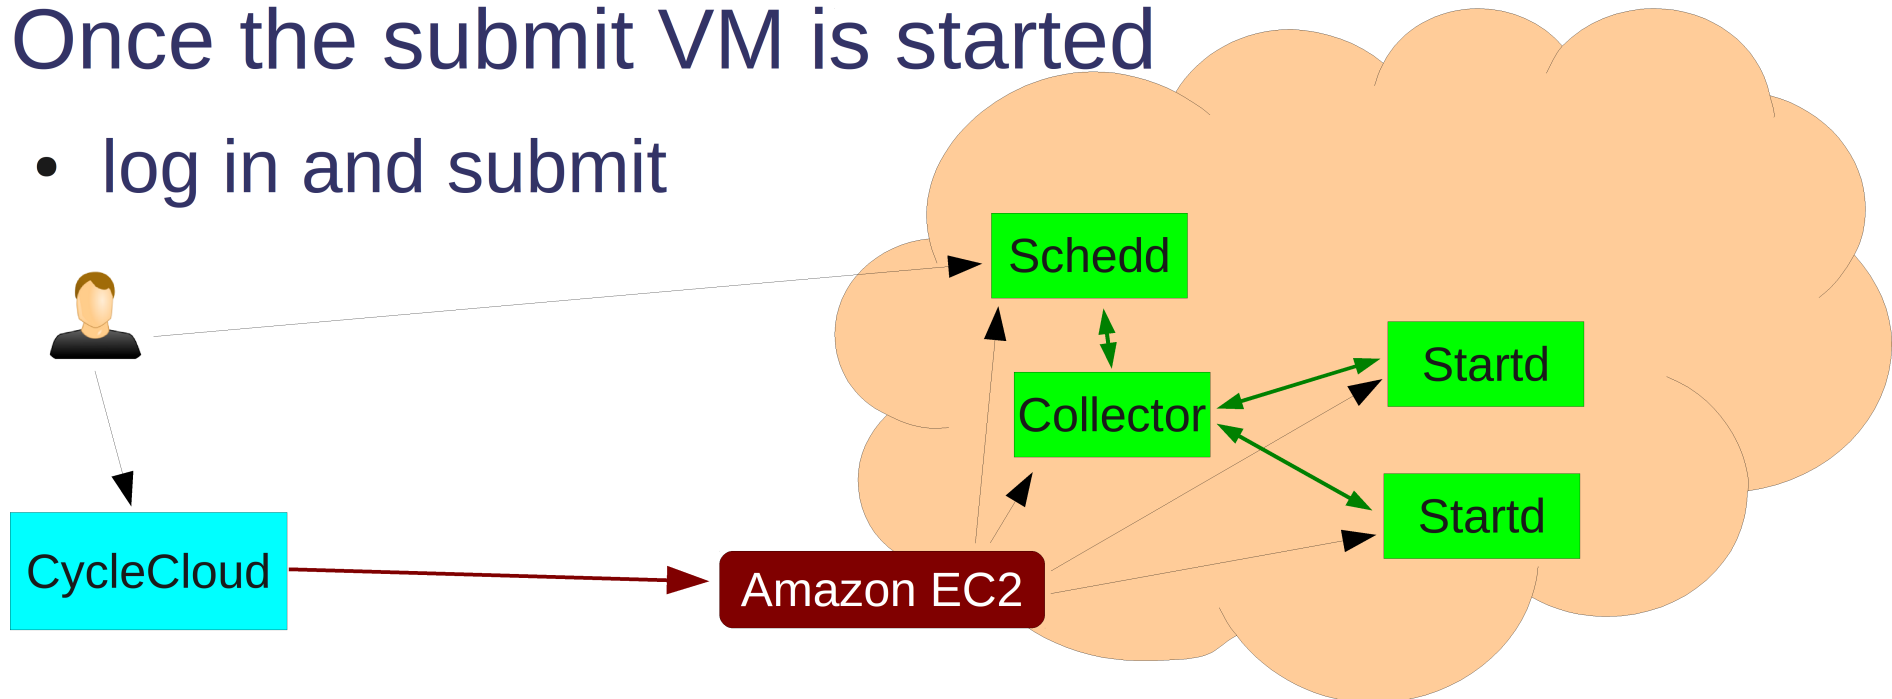 Once the submit VM is started
• log in and submit
Schedd
Startd
Collector
Startd
CycleCloud
Amazon EC2